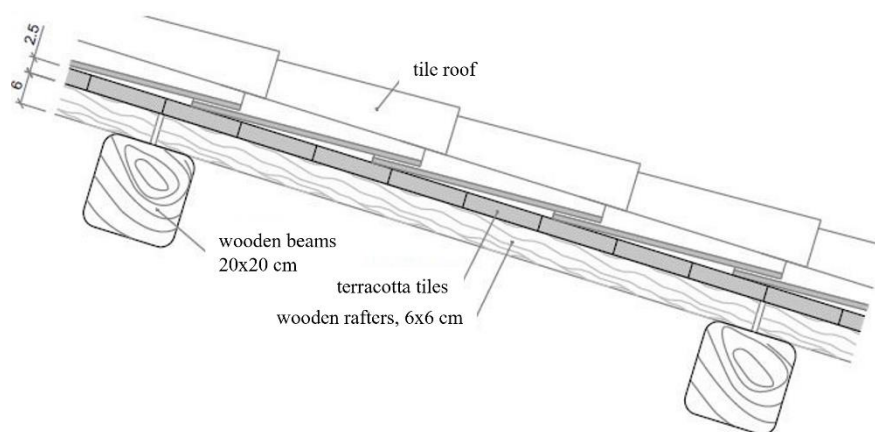 2.5
6
tile roof
wooden beams
20x20 cm
terracotta tiles
wooden rafters, 6x6 cm